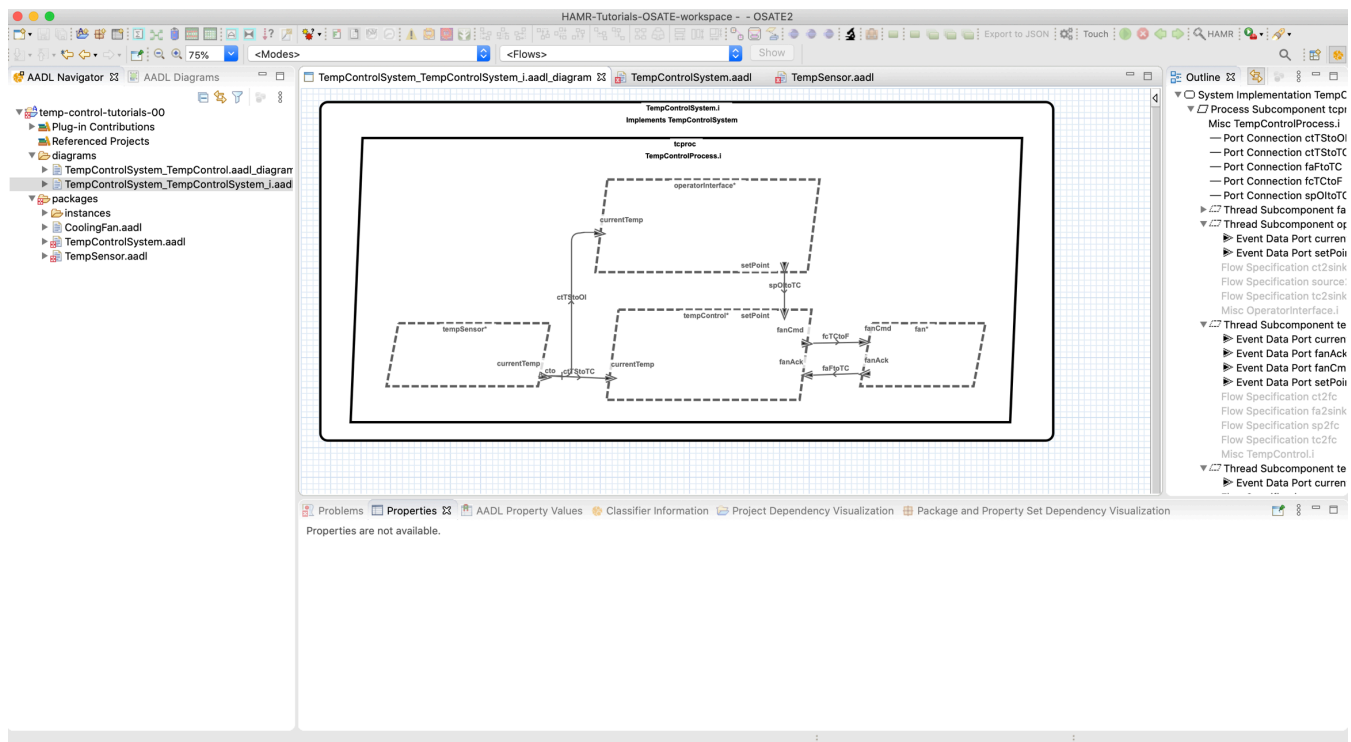 HAMR-Tutorials-OSATE-workspace - - OSATE2
Export to JSON Touch HAMR
75% <Modes> <Flows> Show
AADL Navigator AADL Diagrams
temp-control-tutorials-00
Plug-in Contributions
Referenced Projects
diagrams
TempControlSystem_TempControl.aadl_diagram
TempControlSystem_TempControlSystem_i.aadl
packages
instances
CoolingFan.aadl
TempControlSystem.aadl
TempSensor.aadl
TempControlSystem_TempControlSystem_i.aadl_diagram TempControlSystem.aadl TempSensor.aadl
TempControlSystem.i
Implements TempControlSystem
tcproc
TempControlProcess.i
operatorInterface*
currentTemp
setPoint
spOItoTC
ctTStoOI
tempControl* setPoint
tempSensor*
fanCmd fcTCtoF fanCmd fan*
currentTemp cto ctTStoTC currentTemp
fanAck faFtoTC fanAck
Outline
System Implementation TempC
Process Subcomponent tcpr
Misc TempControlProcess.i
Port Connection ctTStoOI
Port Connection ctTStoTC
Port Connection faFtoTC
Port Connection fcTCtoF
Port Connection spOItoTC
Thread Subcomponent fa
Thread Subcomponent op
Event Data Port curren
Event Data Port setPoi
Flow Specification ct2sink
Flow Specification source
Flow Specification tc2sink
Misc OperatorInterface.i
Thread Subcomponent te
Event Data Port curren
Event Data Port fanAck
Event Data Port fanCm
Event Data Port setPoi
Flow Specification ct2fc
Flow Specification fa2sink
Flow Specification sp2fc
Flow Specification tc2fc
Misc TempControl.i
Thread Subcomponent te
Event Data Port curren
Problems Properties AADL Property Values Classifier Information Project Dependency Visualization Package and Property Set Dependency Visualization
Properties are not available.